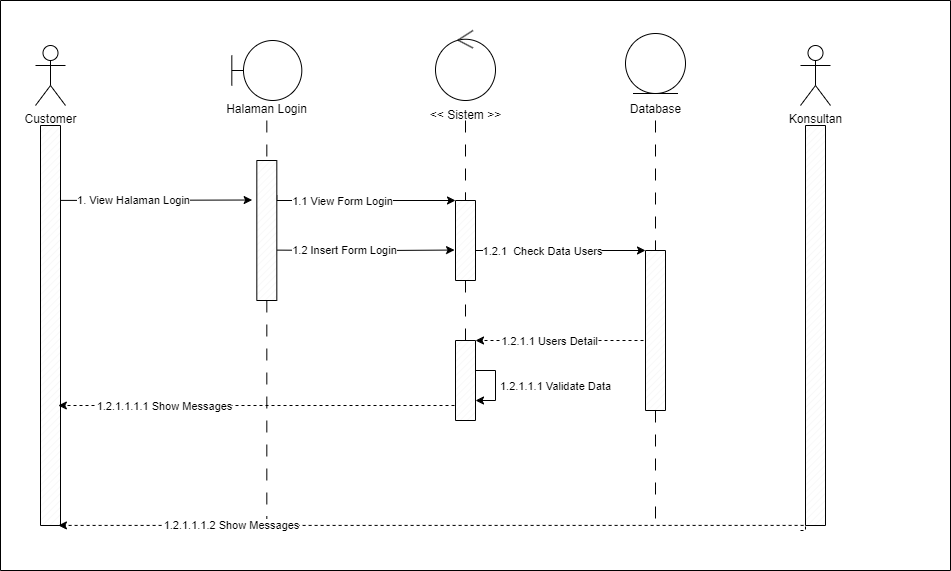 Customer
Halaman Login
<< Sistem >>
Database
Konsultan
1. View Halaman Login
1.1 View Form Login
1.2 Insert Form Login
1.2.1 Check Data Users
1.2.1.1 Users Detail
1.2.1.1.1 Validate Data
1.2.1.1.1.1 Show Messages
1.2.1.1.1.2 Show Messages